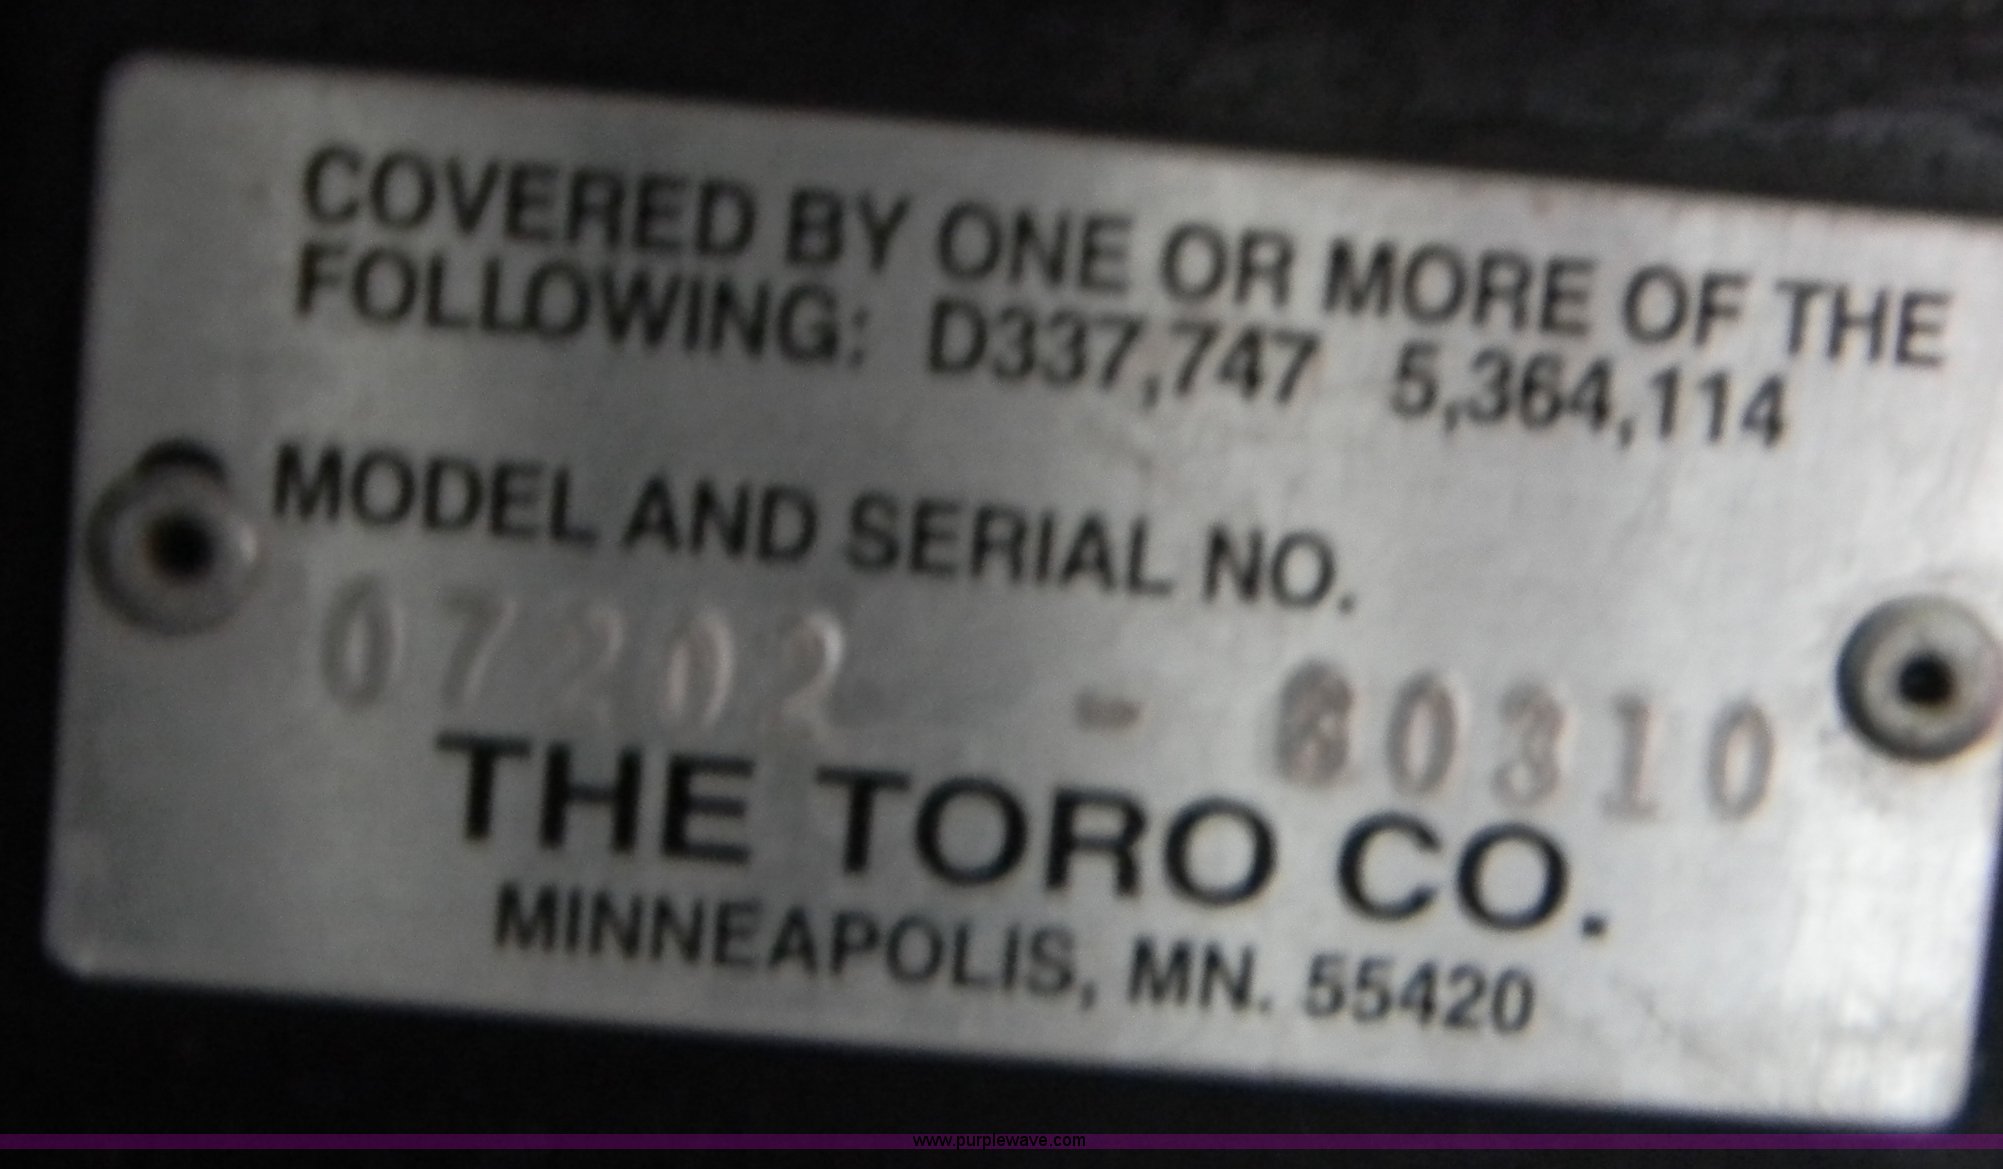 COVERED BY ONE OR MORE OF THE
FOLLOWING: D337,747 5,364,114
MODEL AND SERIAL NO.
07202 - 80310
THE TORO CO.
MINNEAPOLIS, MN. 55420
www.purplewave.com